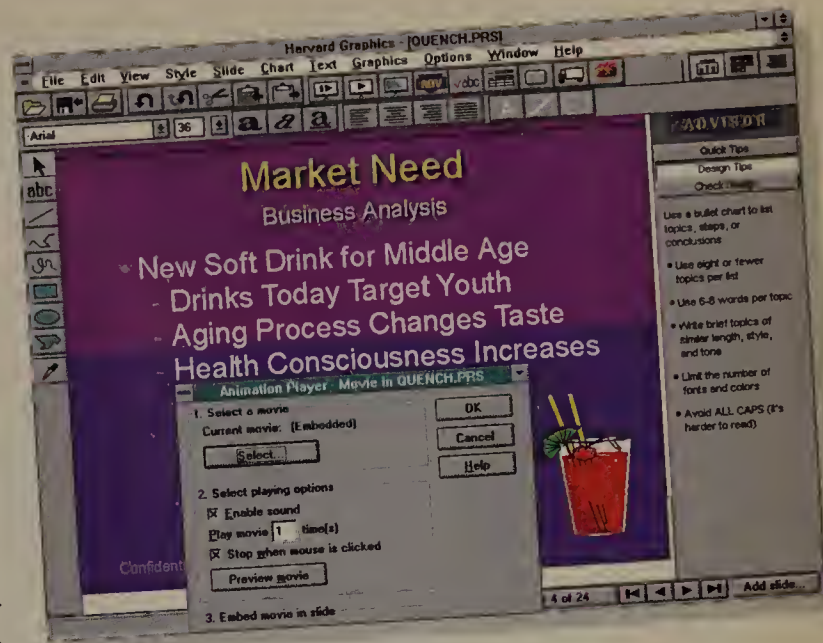 Harvard Graphics - [QUENCH.PRS]
File Edit View Style Slide Chart Text Graphics Options Window Help
ADV √abc
Arial 36 a a a
abc
Market Need
Business Analysis
New Soft Drink for Middle Age
- Drinks Today Target Youth
- Aging Process Changes Taste
- Health Consciousness Increases
Confident
Animation Player - Movie in QUENCH.PRS
1. Select a movie
Current movie: (Embedded)
Select...
2. Select playing options
Enable sound
Play movie 1 time(s)
Stop when mouse is clicked
Preview movie
3. Embed movie in slide
OK
Cancel
Help
ADVISOR
Quick Tips
Design Tips
Check
Use a bullet chart to list
topics, steps, or
conclusions
• Use eight or fewer
topics per list
• Use 6-8 words per topic
• Write brief topics of
similar length, style,
and tone
• Limit the number of
fonts and colors
• Avoid ALL CAPS (it's
harder to read)
4 of 24 Add slide...